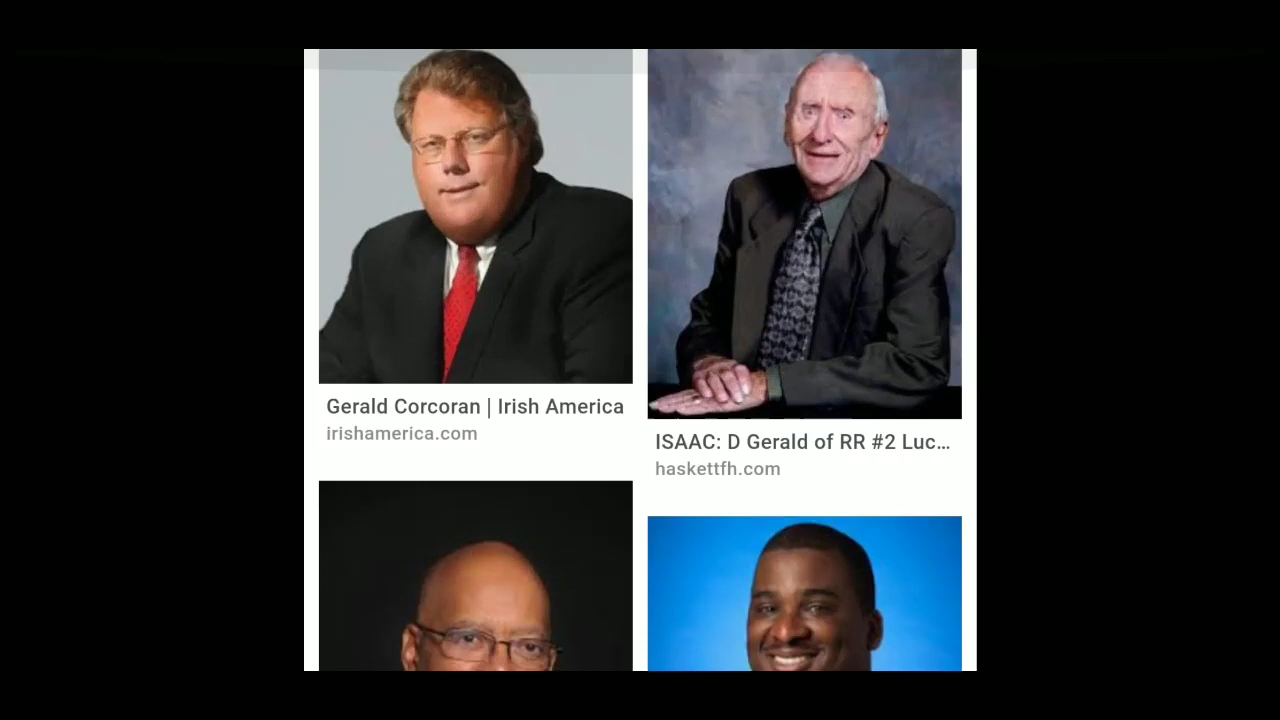 Gerald Corcoran | Irish America
irishamerica.com
ISAAC: D Gerald of RR #2 Luc...
haskettfh.com